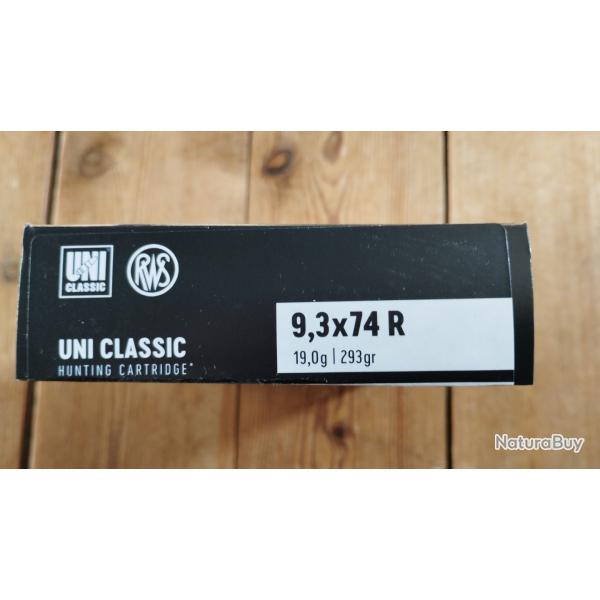 UNI
CLASSIC
RWS
9,3x74 R
19,0g | 293gr
UNI CLASSIC
HUNTING CARTRIDGE*
NaturaBuy